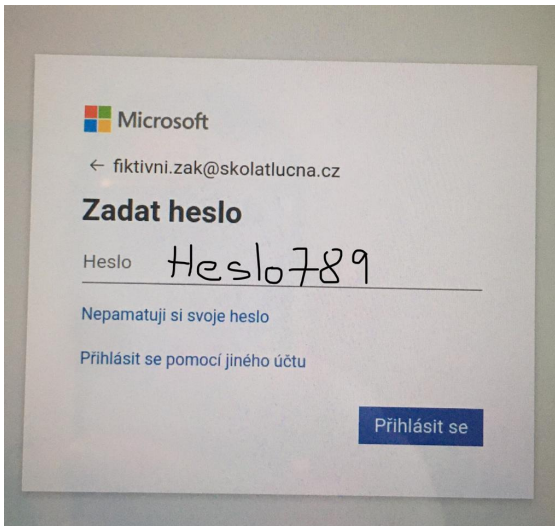 Microsoft
← fiktivni.zak@skolatlucna.cz
Zadat heslo
Heslo Heslo789
Nepamatuji si svoje heslo
Přihlásit se pomocí jiného účtu
Přihlásit se